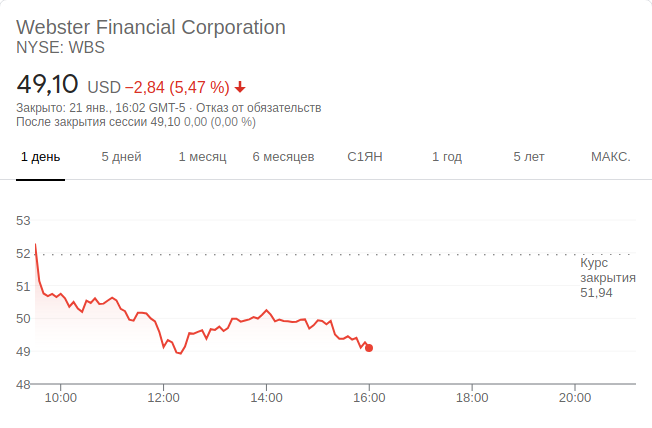 Webster Financial Corporation
NYSE: WBS
49,10 USD −2,84 (5,47 %)
Закрыто: 21 янв., 16:02 GMT-5 · Отказ от обязательств
После закрытия сессии 49,10 0,00 (0,00 %)
1 день 5 дней 1 месяц 6 месяцев С1ЯН 1 год 5 лет МАКС.
53
52
Курс
закрытия
51,94
51
50
49
48
10:00 12:00 14:00 16:00 18:00 20:00